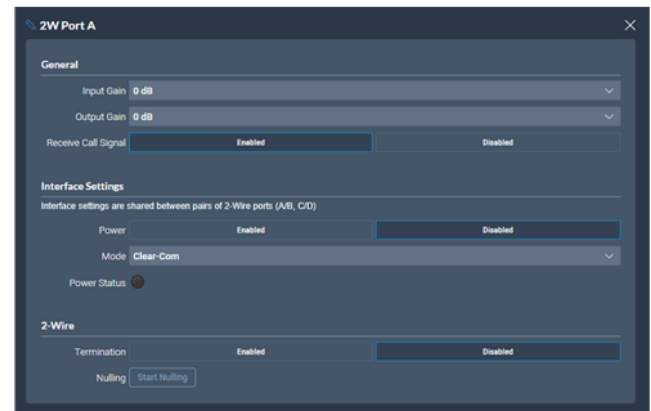 2W Port A
General
Input Gain 0 dB
Output Gain 0 dB
Receive Call Signal Enabled Disabled
Interface Settings
Interface settings are shared between pairs of 2-Wire ports (A/B, C/D)
Power Enabled Disabled
Mode Clear-Com
Power Status
2-Wire
Termination Enabled Disabled
Nulling Start Nulling